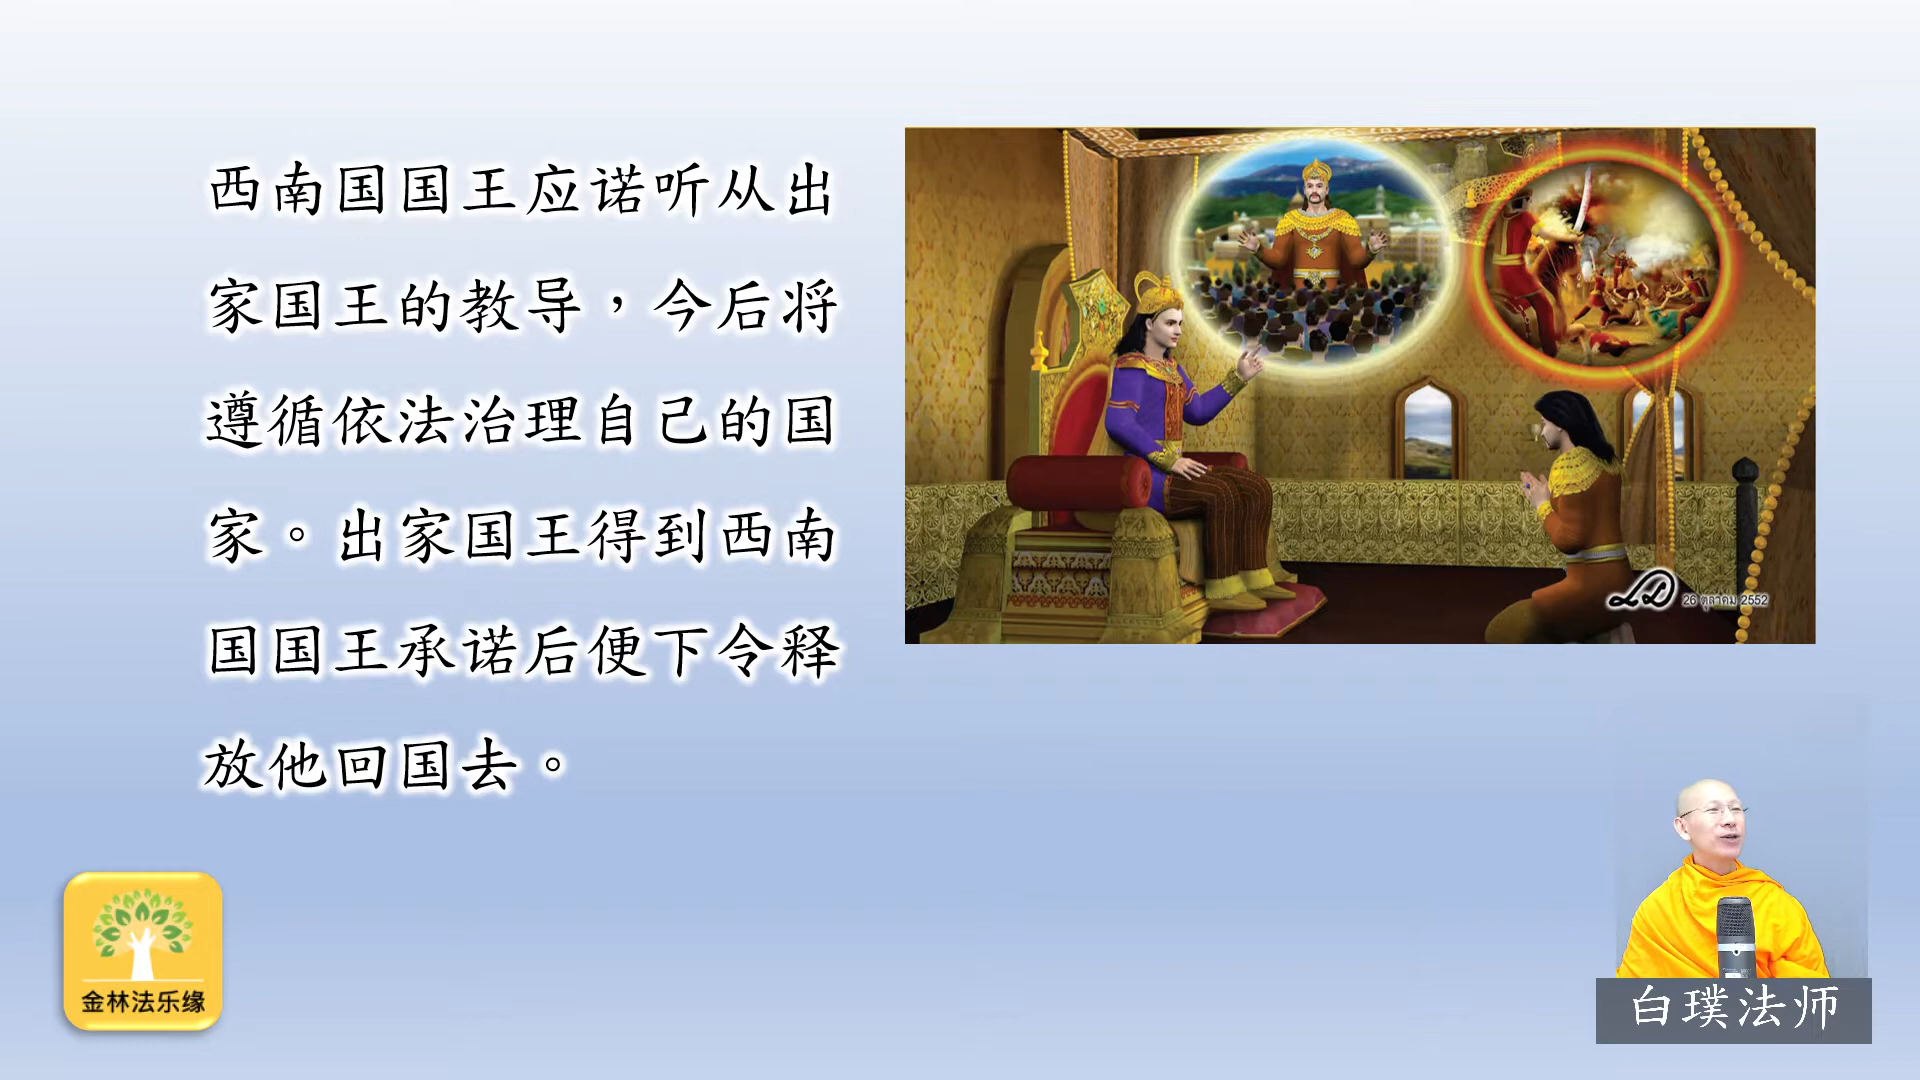 西南国国王应诺听从出
家国王的教导，今后将
遵循依法治理自己的国
家。出家国王得到西南
国国王承诺后便下令释
放他回国去。
LD 26 ตุลาคม 2552
金林法乐缘
白璞法师